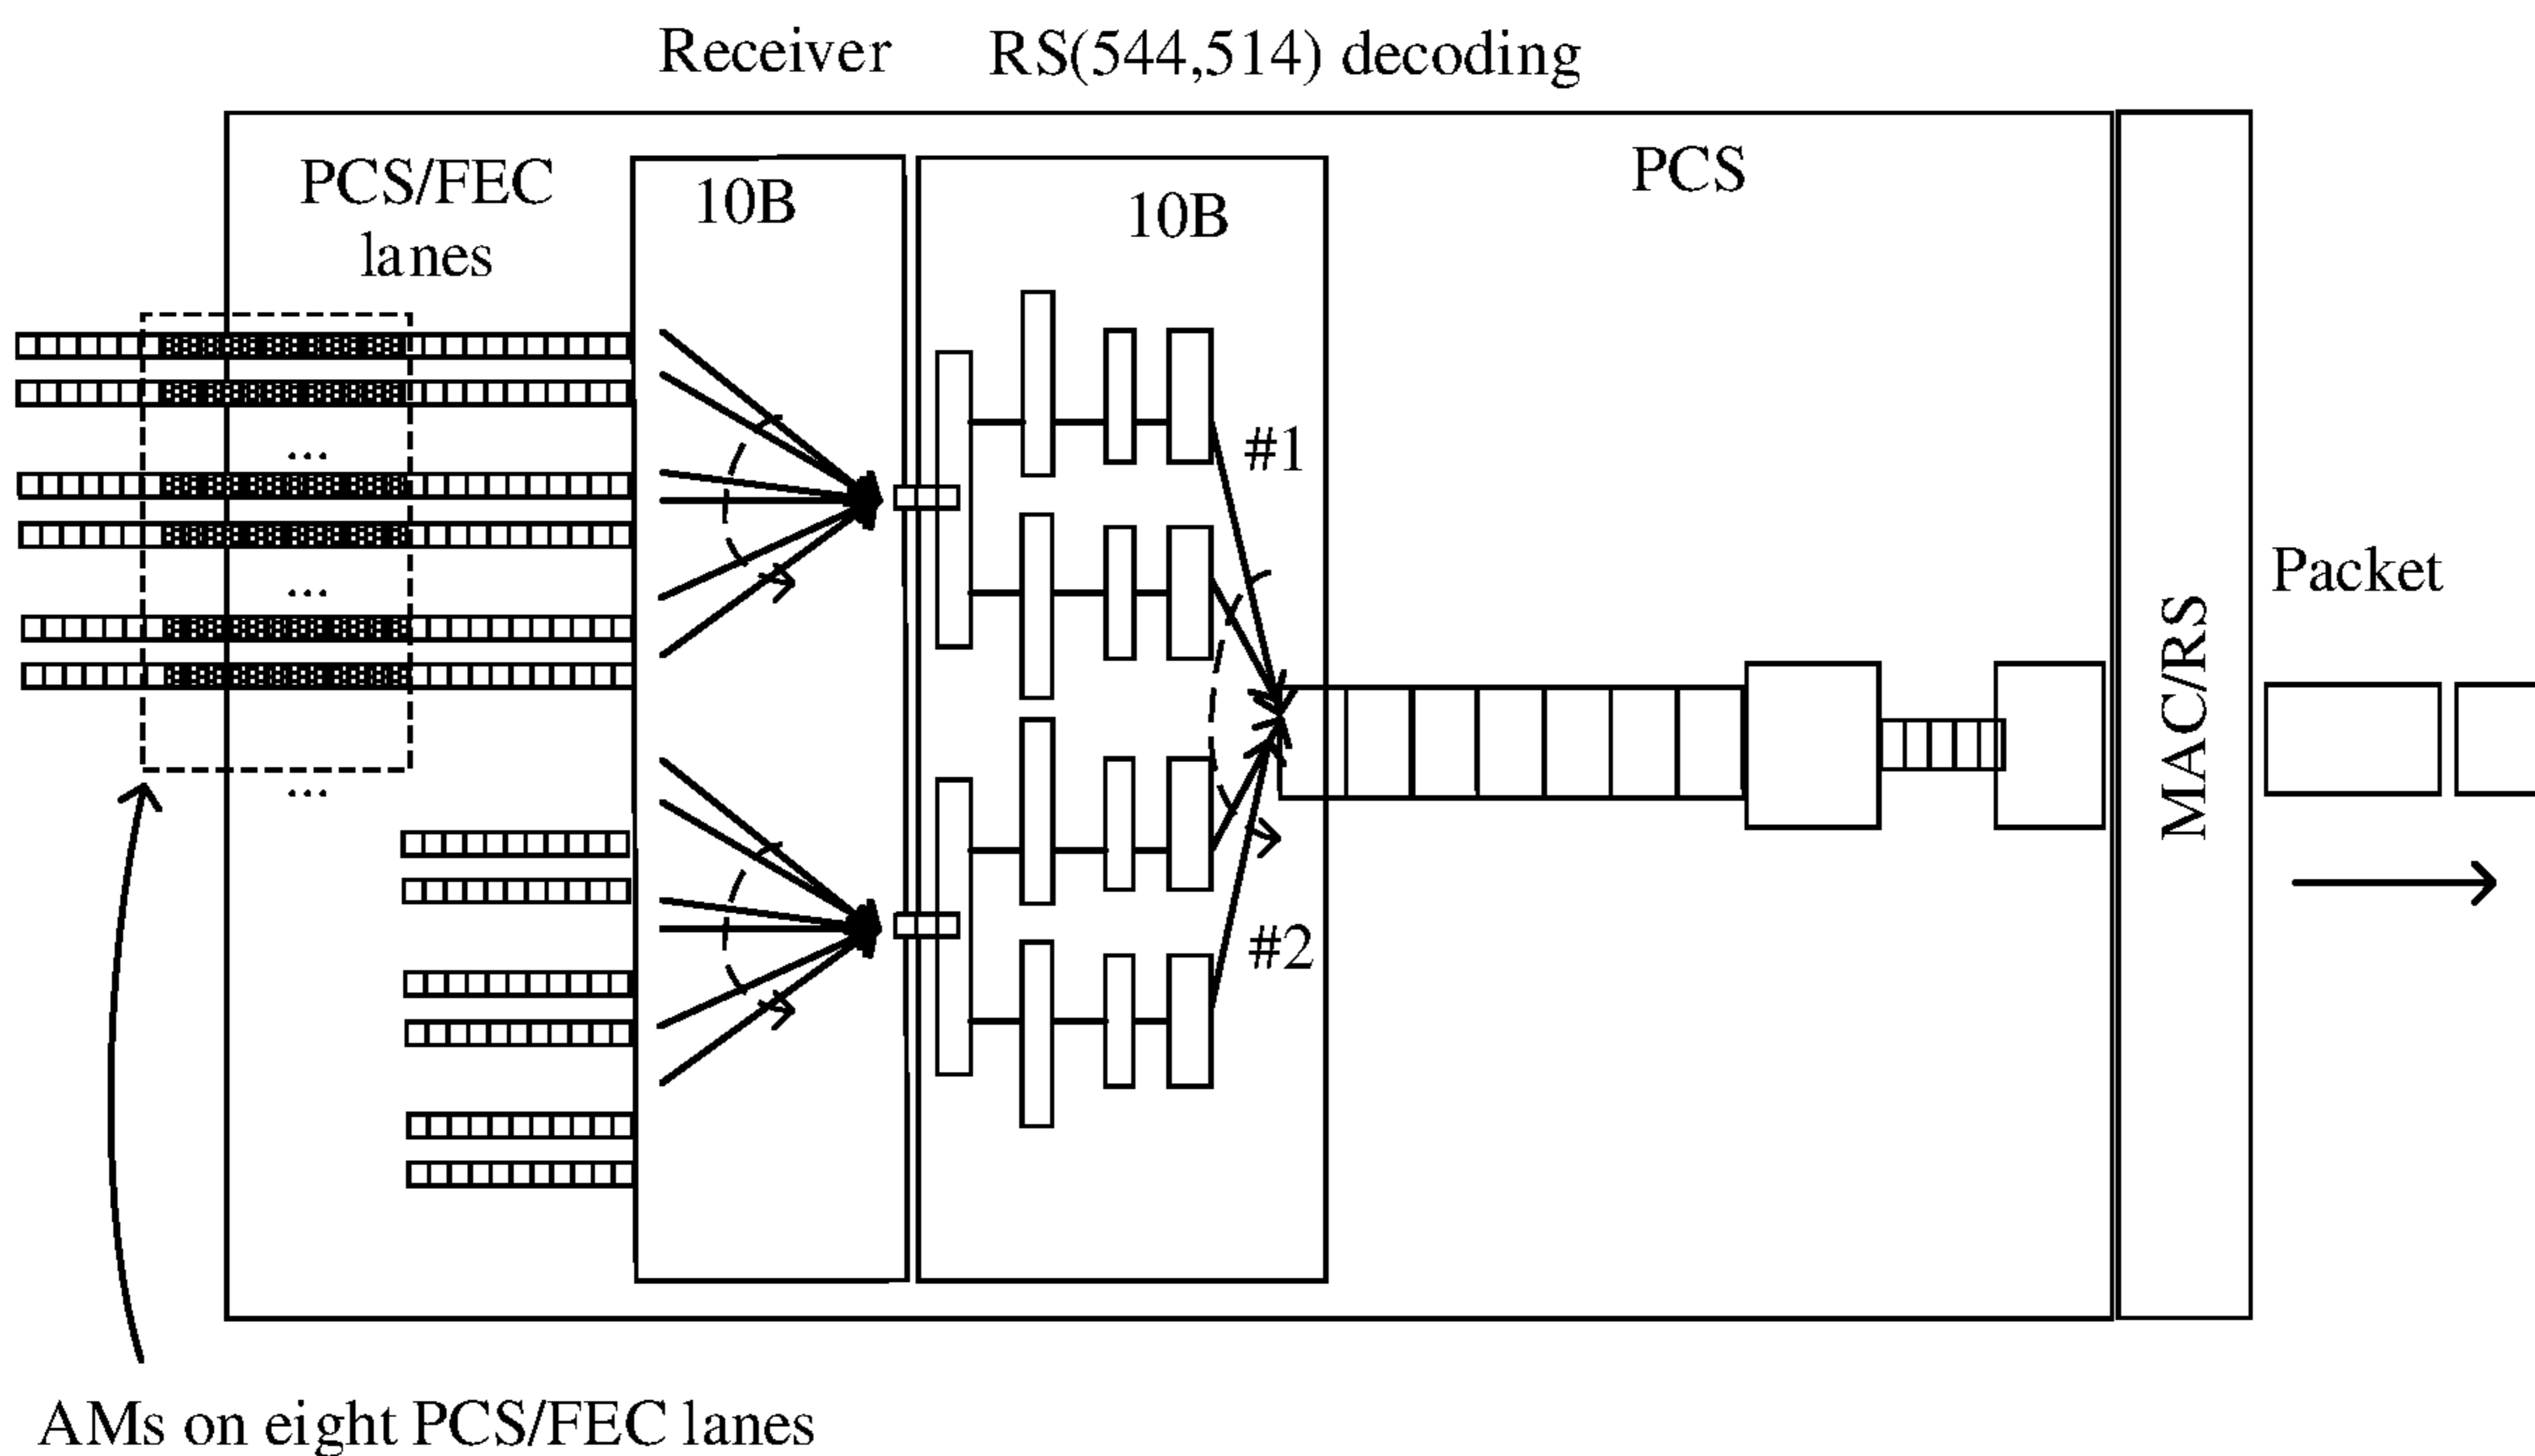 Receiver
RS(544,514) decoding
PCS/FEC
lanes
10B
10B
PCS
...
...
...
#1
#2
MAC/RS
Packet
AMs on eight PCS/FEC lanes